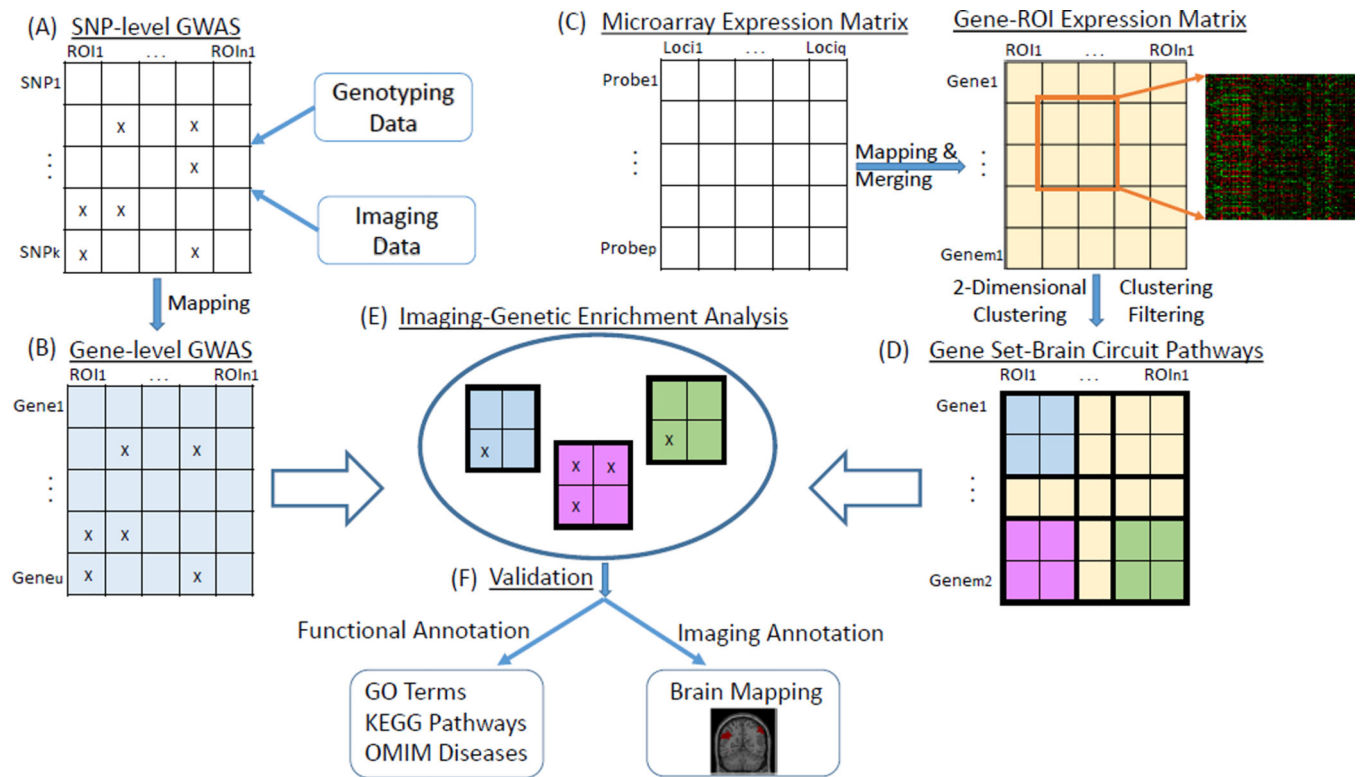 (A) SNP-level GWAS
ROI1 ... ROIn1
SNP1
x x
⋮ x
x x
SNPk x x
Genotyping
Data
Imaging
Data
Mapping
(B) Gene-level GWAS
ROI1 ... ROIn1
Gene1
x x
⋮
x x
Geneu x x
(C) Microarray Expression Matrix
Loci1 ... Lociq
Probe1
⋮
Probep
Mapping &
Merging
Gene-ROI Expression Matrix
ROI1 ... ROIn1
Gene1
⋮
Genem1
2-Dimensional
Clustering
Clustering
Filtering
(D) Gene Set-Brain Circuit Pathways
ROI1 ... ROIn1
Gene1
⋮
Genem2
(E) Imaging-Genetic Enrichment Analysis
x
x x
x
x
(F) Validation
Functional Annotation
Imaging Annotation
GO Terms
KEGG Pathways
OMIM Diseases
Brain Mapping